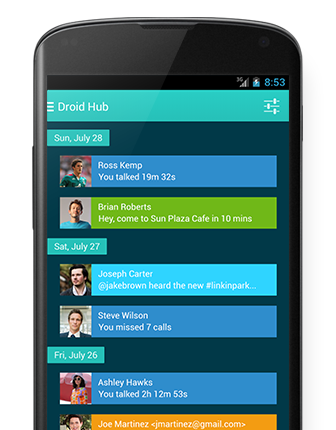 3G 8:53
Droid Hub
Sun, July 28
Ross Kemp
You talked 19m 32s
Brian Roberts
Hey, come to Sun Plaza Cafe in 10 mins
Sat, July 27
Joseph Carter
@jakebrown heard the new #linkinpark...
Steve Wilson
You missed 7 calls
Fri, July 26
Ashley Hawks
You talked 2h 12m 53s
Joe Martinez <jmartinez@gmail.com>